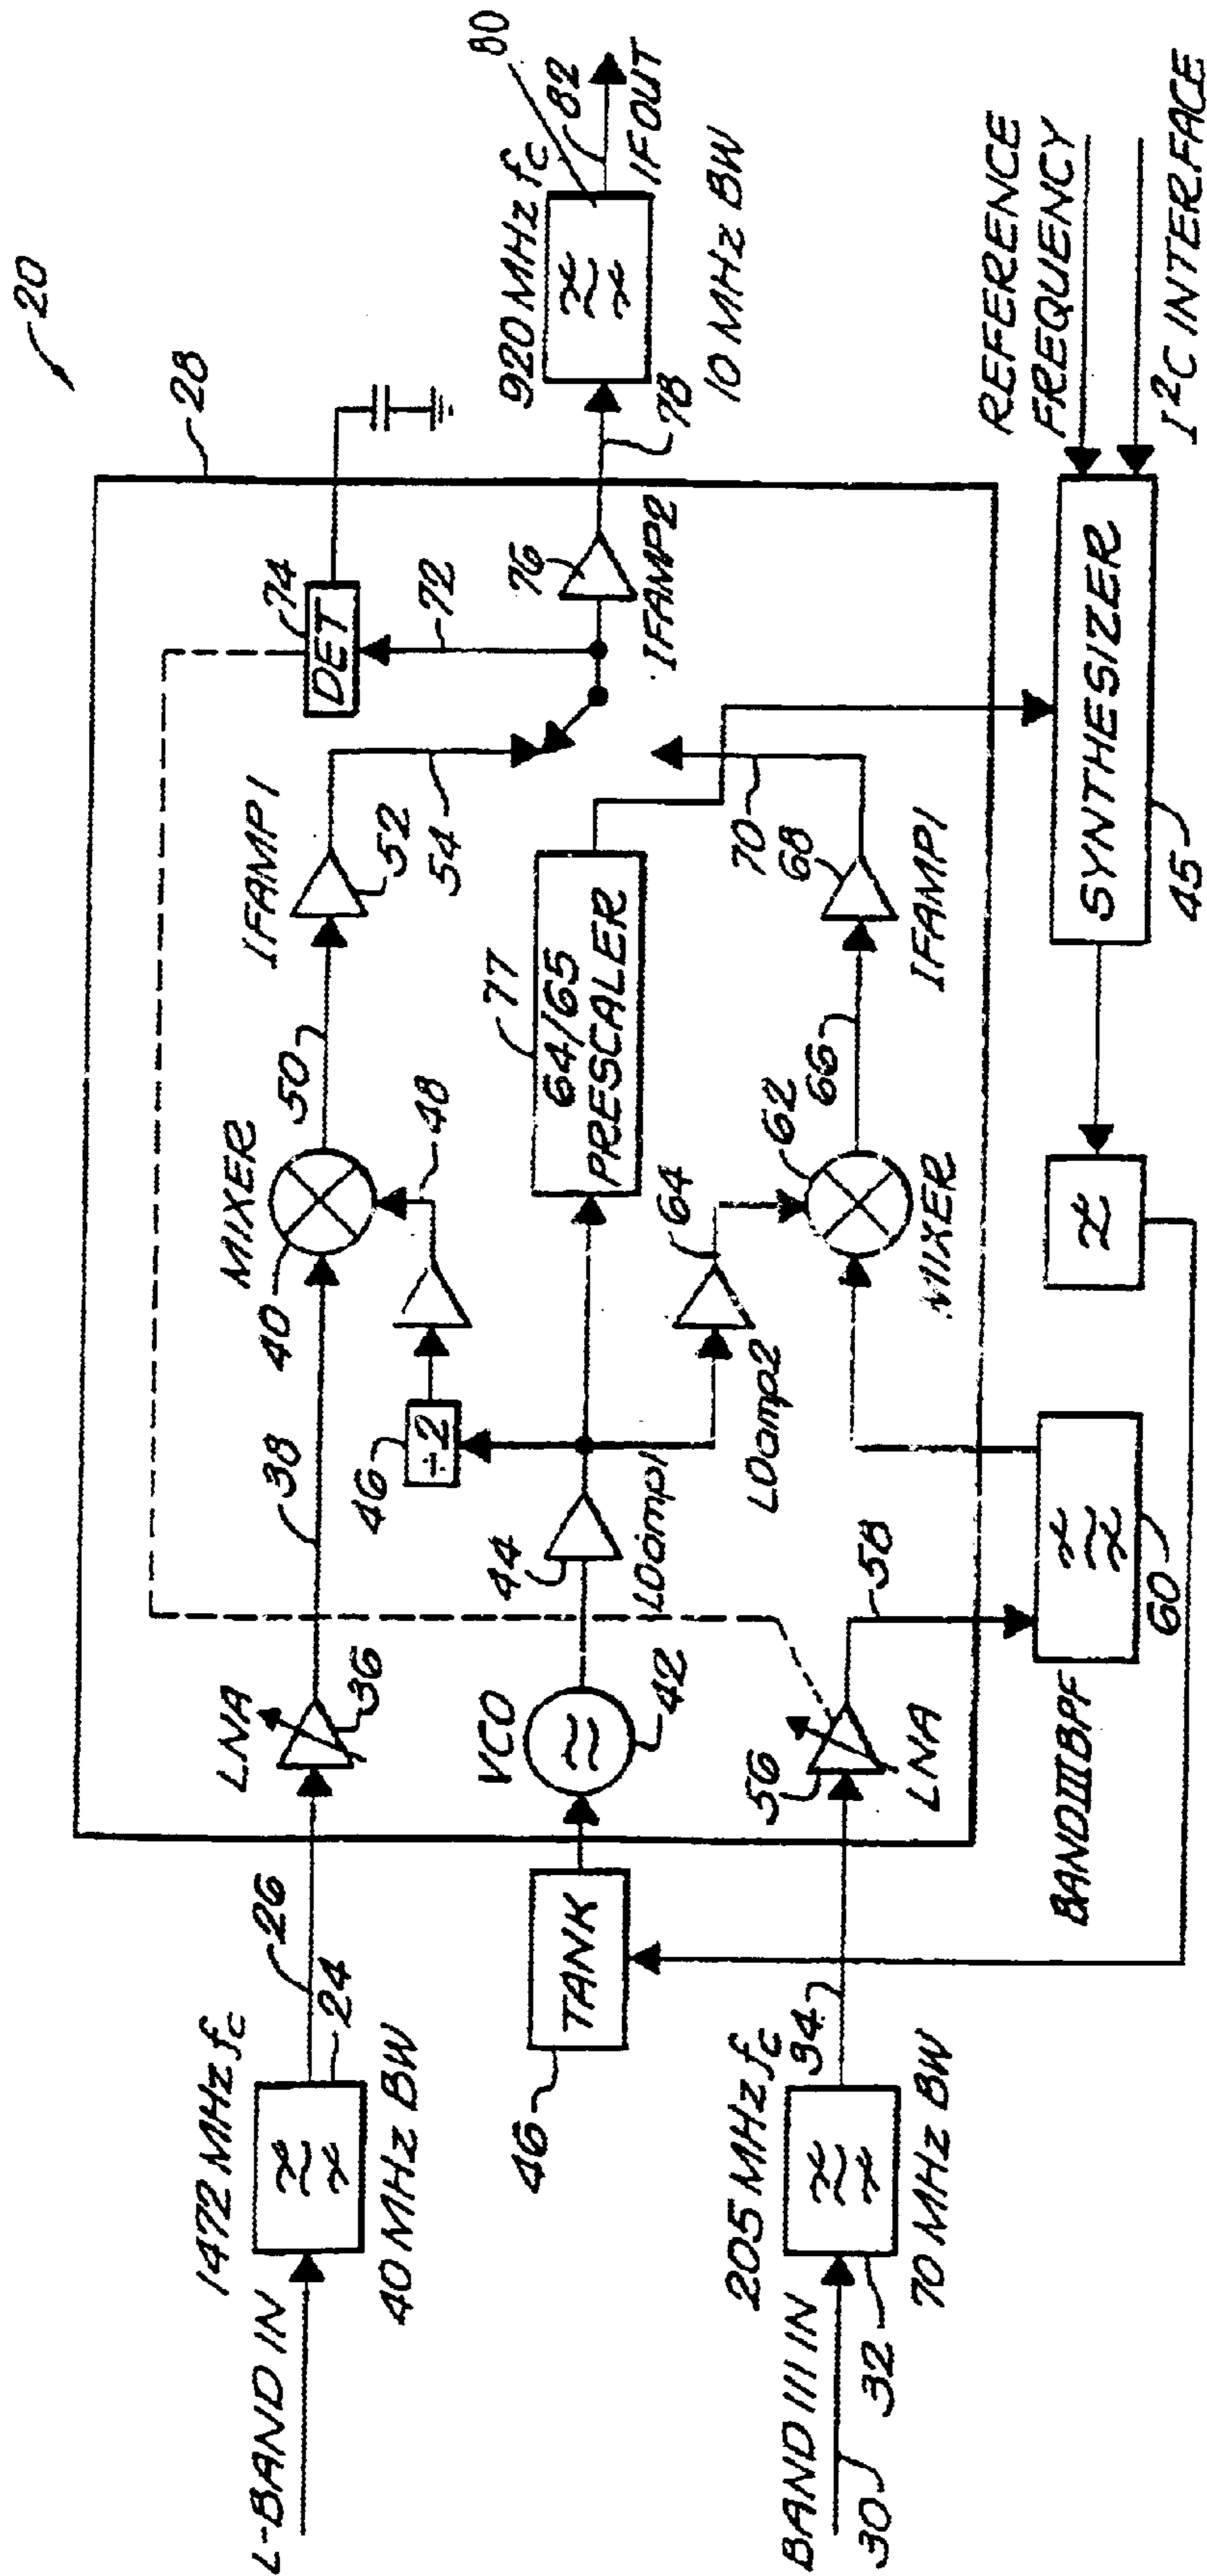 20
28
L-BAND IN
1472 MHz fc
24
40 MHz BW
26
LNA
36
38
MIXER
40
50
48
IFAMP1
52
54
DET
74
72
46
÷2
VCO
42
44
LOamp1
77
64/65
PRESCALER
76
IFAMP2
78
920 MHz fc
80
82
IFOUT
10 MHz BW
46
TANK
LOamp2
64
62
MIXER
66
68
70
IFAMP1
BAND III IN
30
32
205 MHz fc
34
70 MHz BW
56
LNA
58
BANDIIIBPF
60
SYNTHESIZER
45
REFERENCE
FREQUENCY
I²C INTERFACE